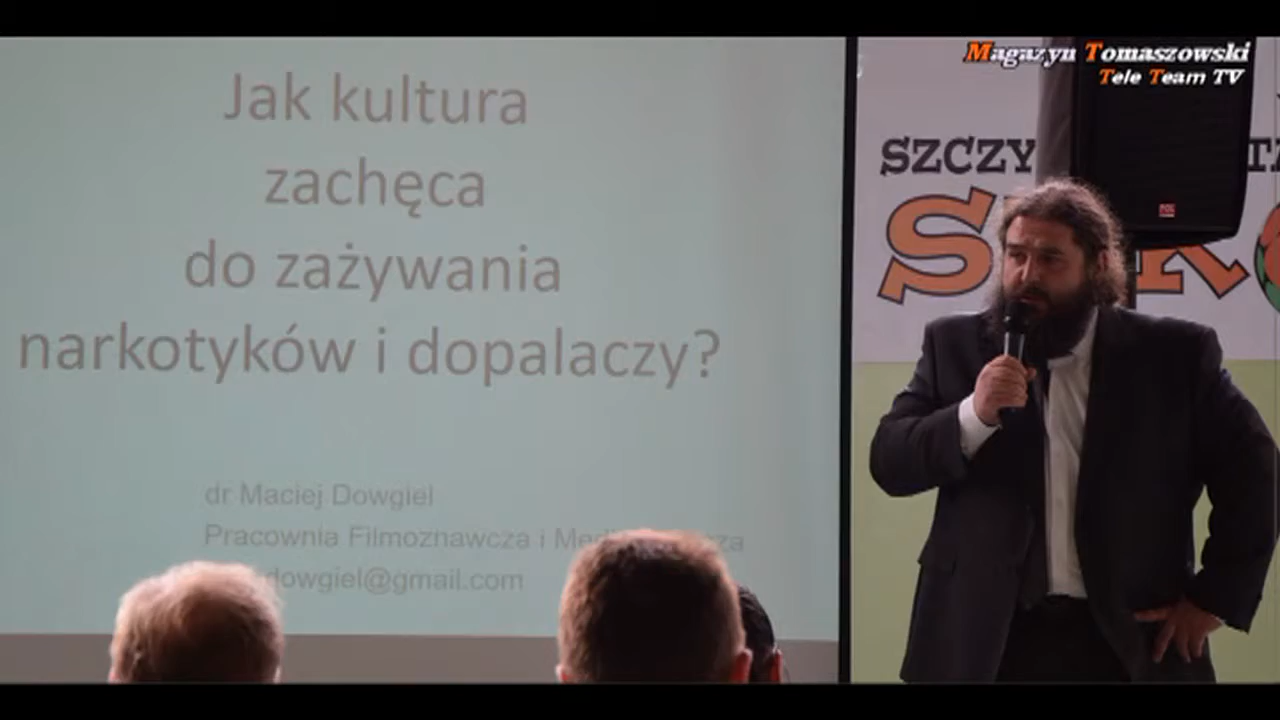 Magazyn Tomaszowski
Tele Team TV
Jak kultura
zachęca
do zażywania
narkotyków i dopalaczy?
dr Maciej Dowgiel
Pracownia Filmoznawcza i
dowgiel@gmail.com
SZCZY